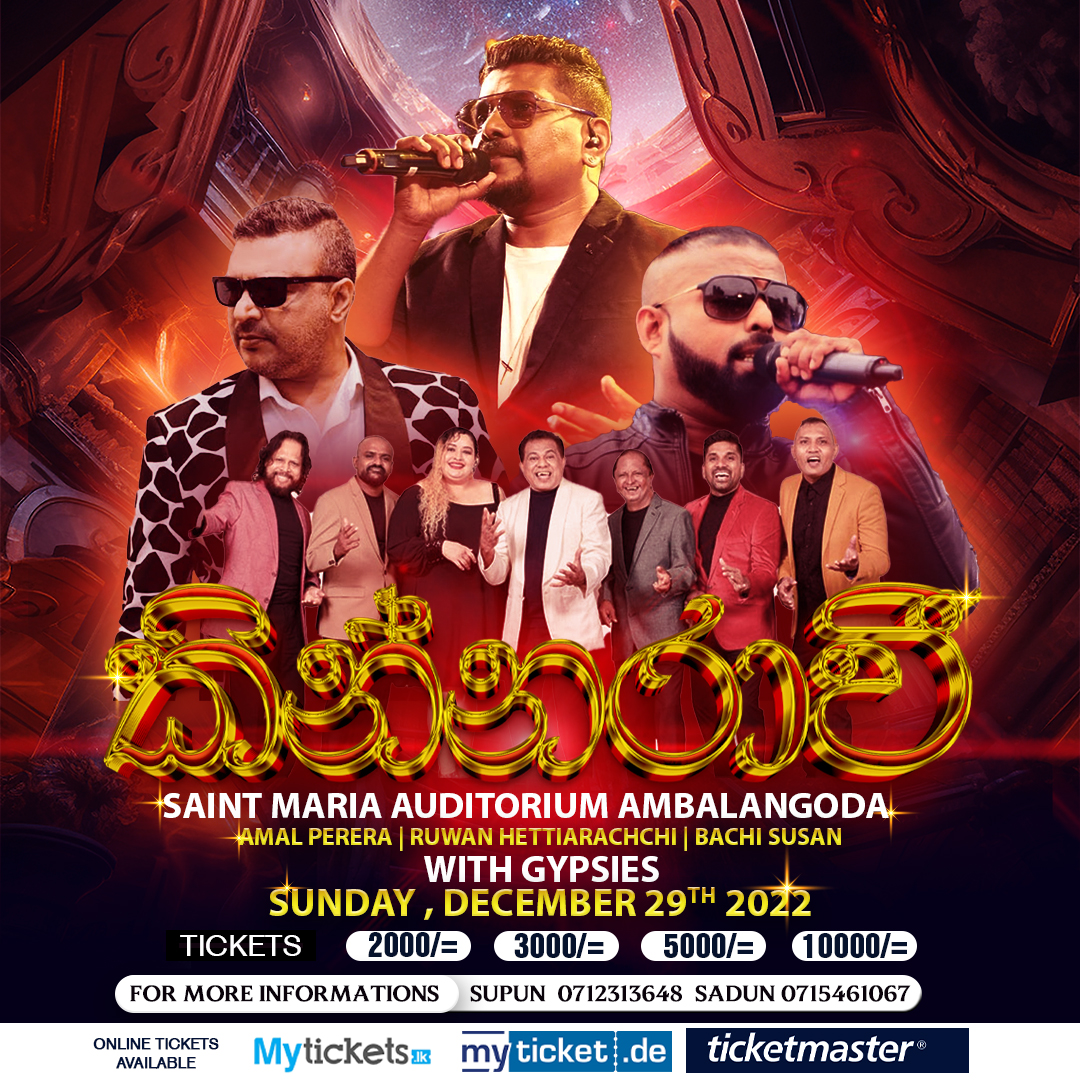 කින්නරාවී
SAINT MARIA AUDITORIUM AMBALANGODA
AMAL PERERA | RUWAN HETTIARACHCHI | BACHI SUSAN
WITH GYPSIES
SUNDAY , DECEMBER 29TH 2022
TICKETS 2000/= 3000/= 5000/= 10000/=
FOR MORE INFORMATIONS SUPUN 0712313648 SADUN 0715461067
ONLINE TICKETS
AVAILABLE
Mytickets.lk
myticket.de
ticketmaster®